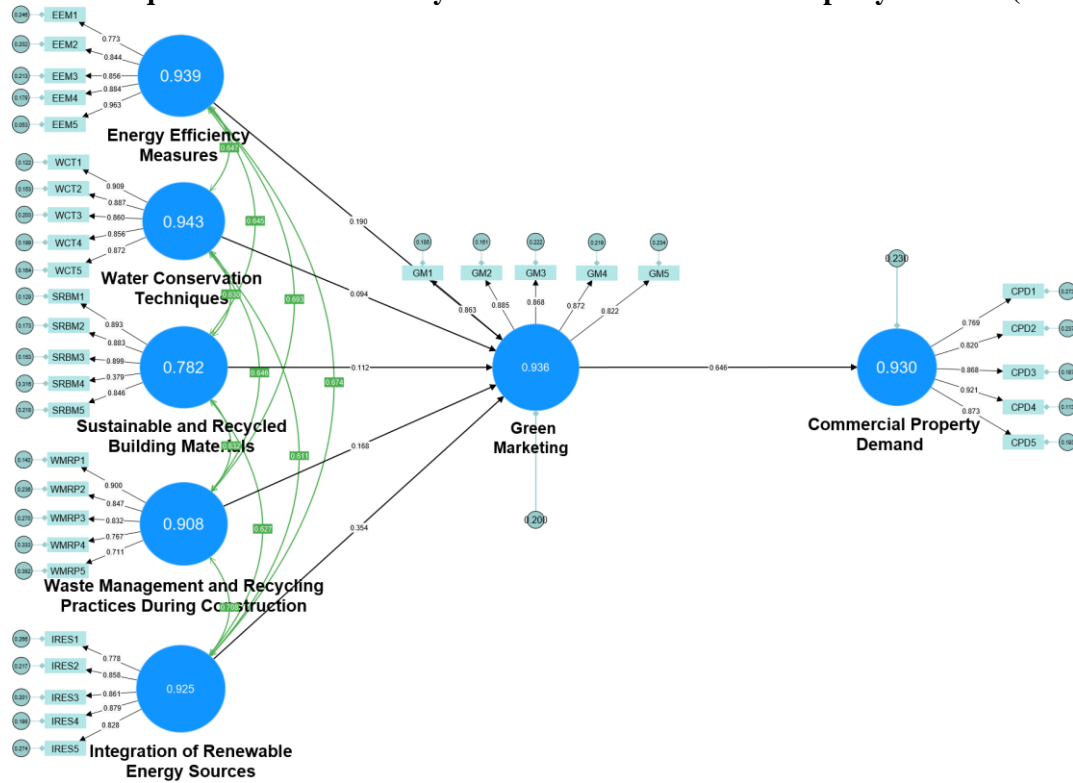 EEM1
EEM2
EEM3
EEM4
EEM5
0.773
0.844
0.856
0.884
0.963
0.939
Energy Efficiency
Measures
WCT1
WCT2
WCT3
WCT4
WCT5
0.909
0.887
0.860
0.856
0.872
0.943
Water Conservation
Techniques
SRBM1
SRBM2
SRBM3
SRBM4
SRBM5
0.893
0.883
0.899
0.379
0.846
0.782
Sustainable and Recycled
Building Materials
WMRP1
WMRP2
WMRP3
WMRP4
WMRP5
0.900
0.847
0.832
0.767
0.711
0.908
Waste Management and Recycling
Practices During Construction
IRES1
IRES2
IRES3
IRES4
IRES5
0.778
0.858
0.861
0.879
0.828
0.925
Integration of Renewable
Energy Sources
0.647
0.645
0.693
0.646
0.674
0.611
0.627
0.190
0.094
0.112
0.168
0.354
GM1
GM2
GM3
GM4
GM5
0.863
0.885
0.868
0.872
0.822
0.936
Green
Marketing
0.200
0.646
0.230
0.930
Commercial Property
Demand
0.769
0.820
0.868
0.921
0.873
CPD1
CPD2
CPD3
CPD4
CPD5